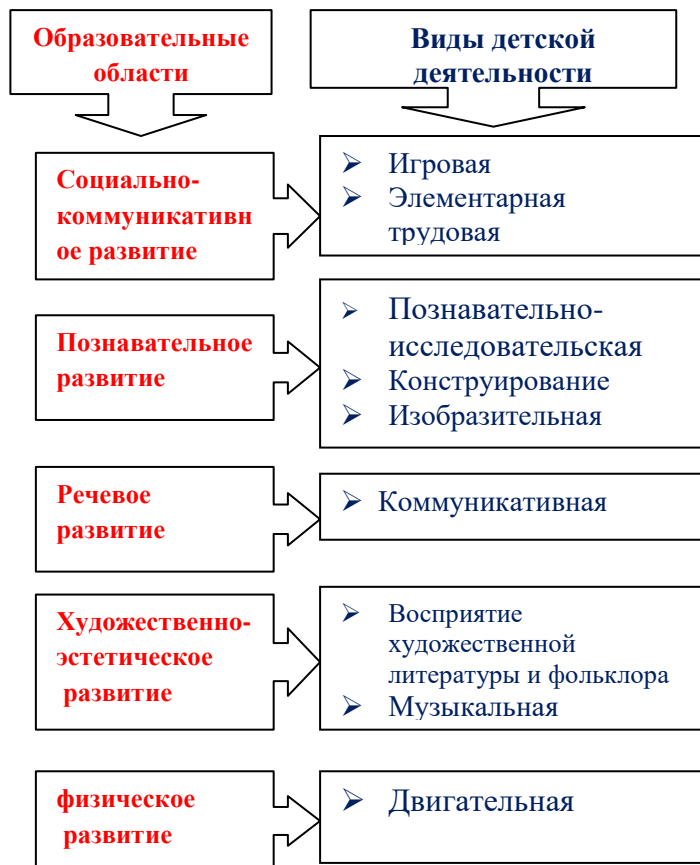 Образовательные
области
Виды детской
деятельности
Социально-
коммуникативн
ое развитие
➢ Игровая
➢ Элементарная
трудовая
Познавательное
развитие
➢ Познавательно-
исследовательская
➢ Конструирование
➢ Изобразительная
Речевое
развитие
➢ Коммуникативная
Художественно-
эстетическое
развитие
➢ Восприятие
художественной
литературы и фольклора
➢ Музыкальная
физическое
развитие
➢ Двигательная